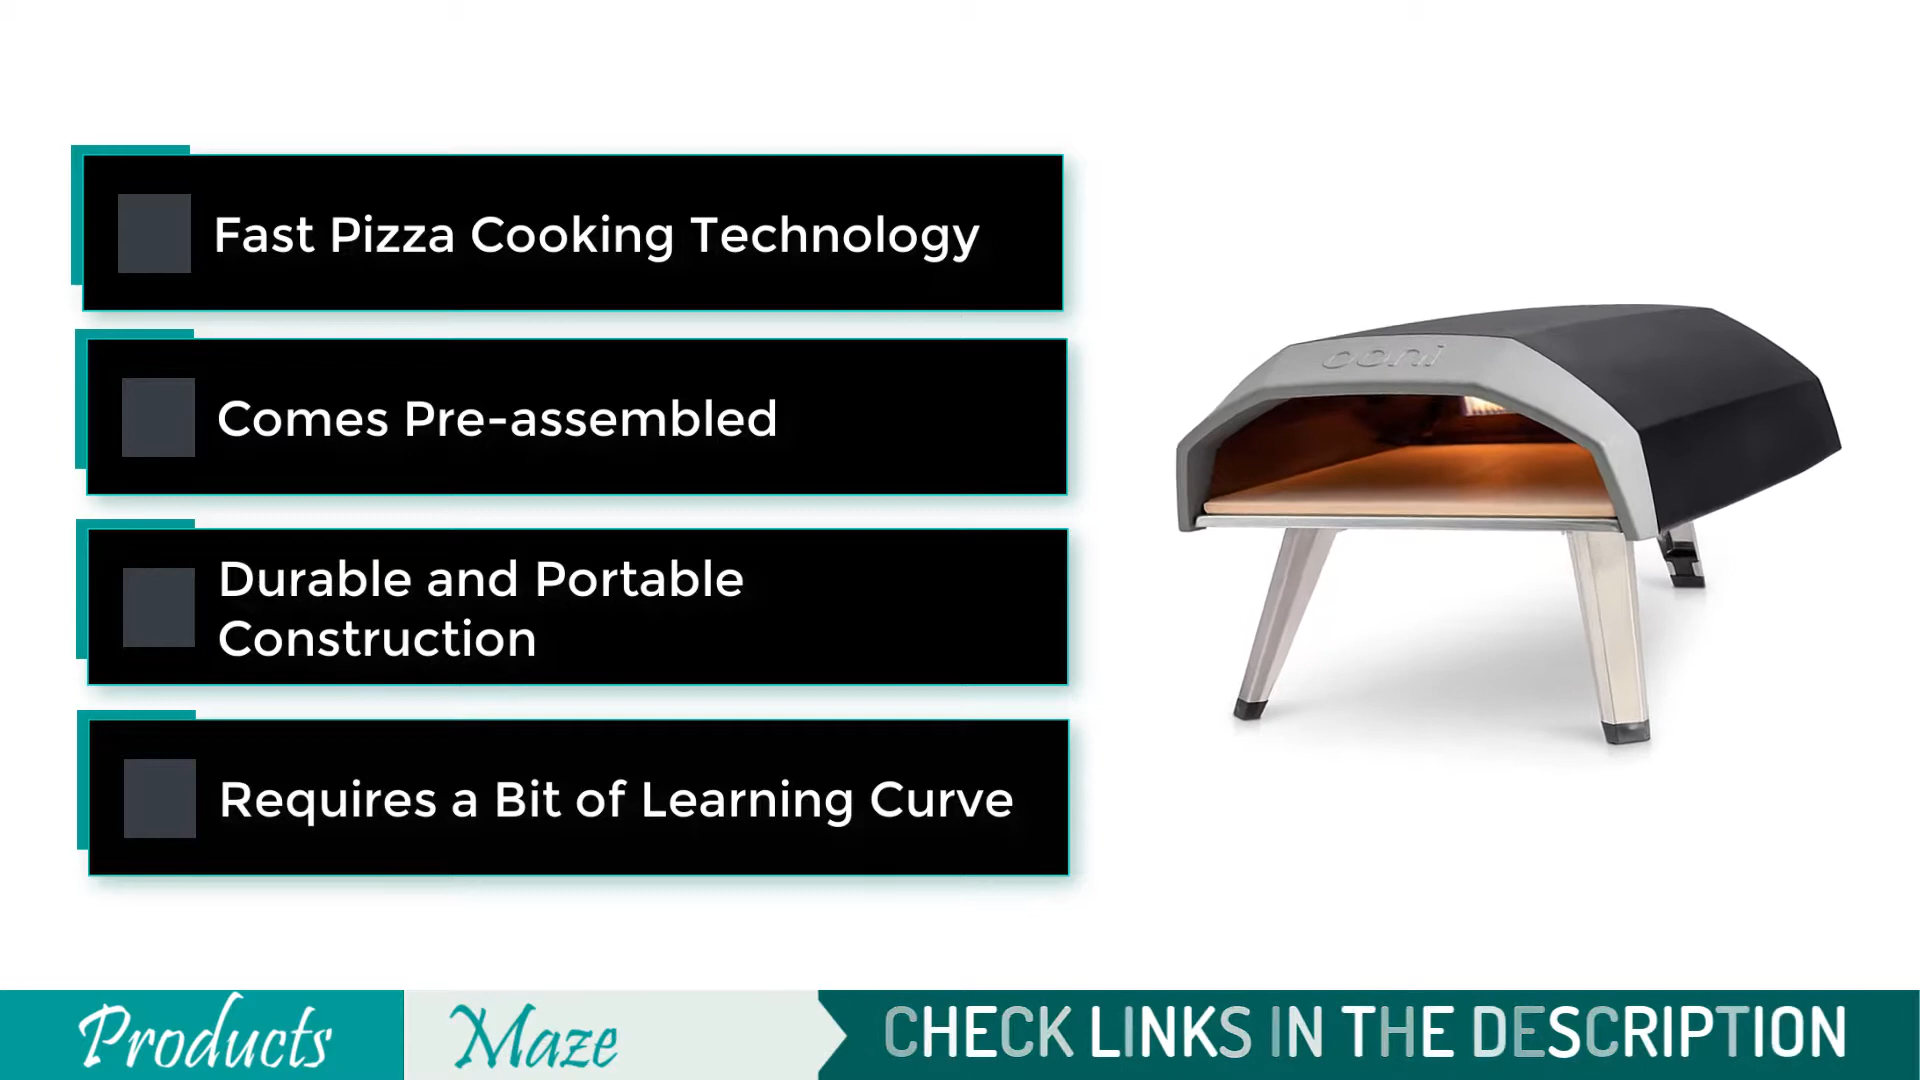 Fast Pizza Cooking Technology
Comes Pre-assembled
Durable and Portable
Construction
Requires a Bit of Learning Curve
ooni
Products Maze CHECK LINKS IN THE DESCRIPTION